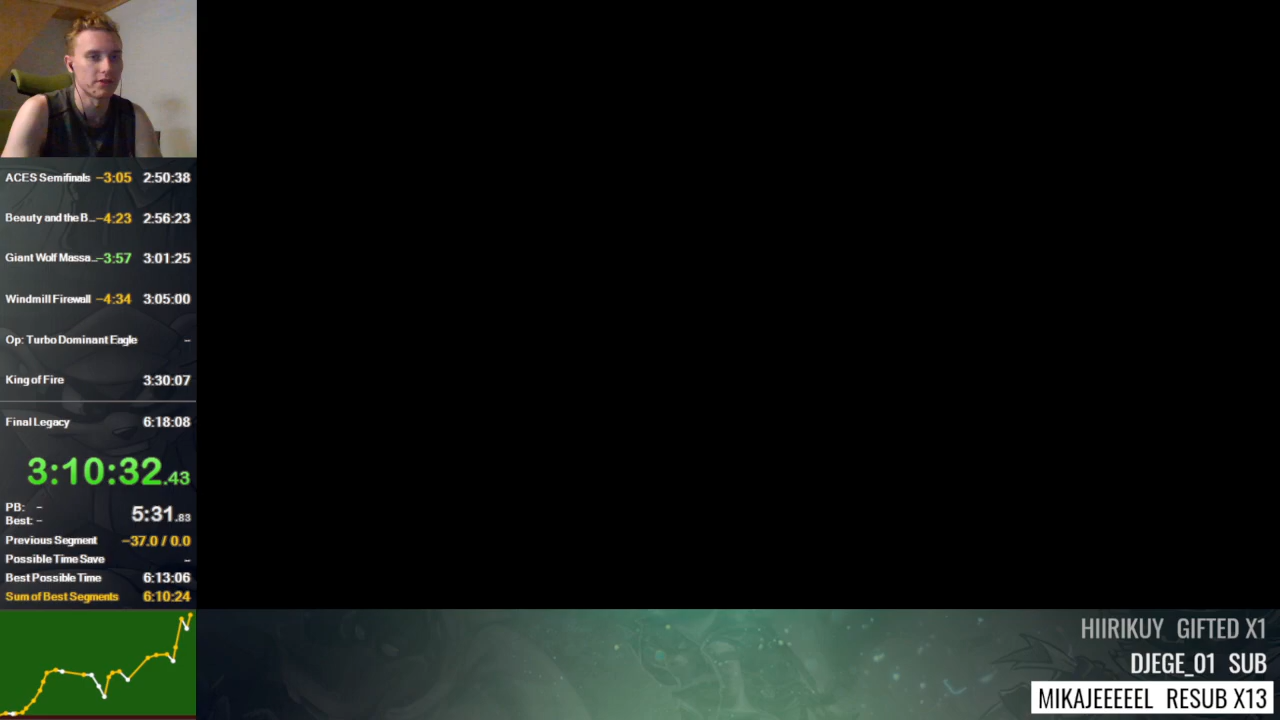 ACES Semifinals −3:05 2:50:38
Beauty and the B... −4:23 2:56:23
Giant Wolf Massa... −3:57 3:01:25
Windmill Firewall −4:34 3:05:00
Op: Turbo Dominant Eagle –
King of Fire 3:30:07
Final Legacy 6:18:08
3:10:32.43
PB: – 5:31.83
Best: –
Previous Segment −37.0 / 0.0
Possible Time Save –
Best Possible Time 6:13:06
Sum of Best Segments 6:10:24
HIIRIKUY GIFTED X1
DJEGE_01 SUB
MIKAJEEEEEL RESUB X13